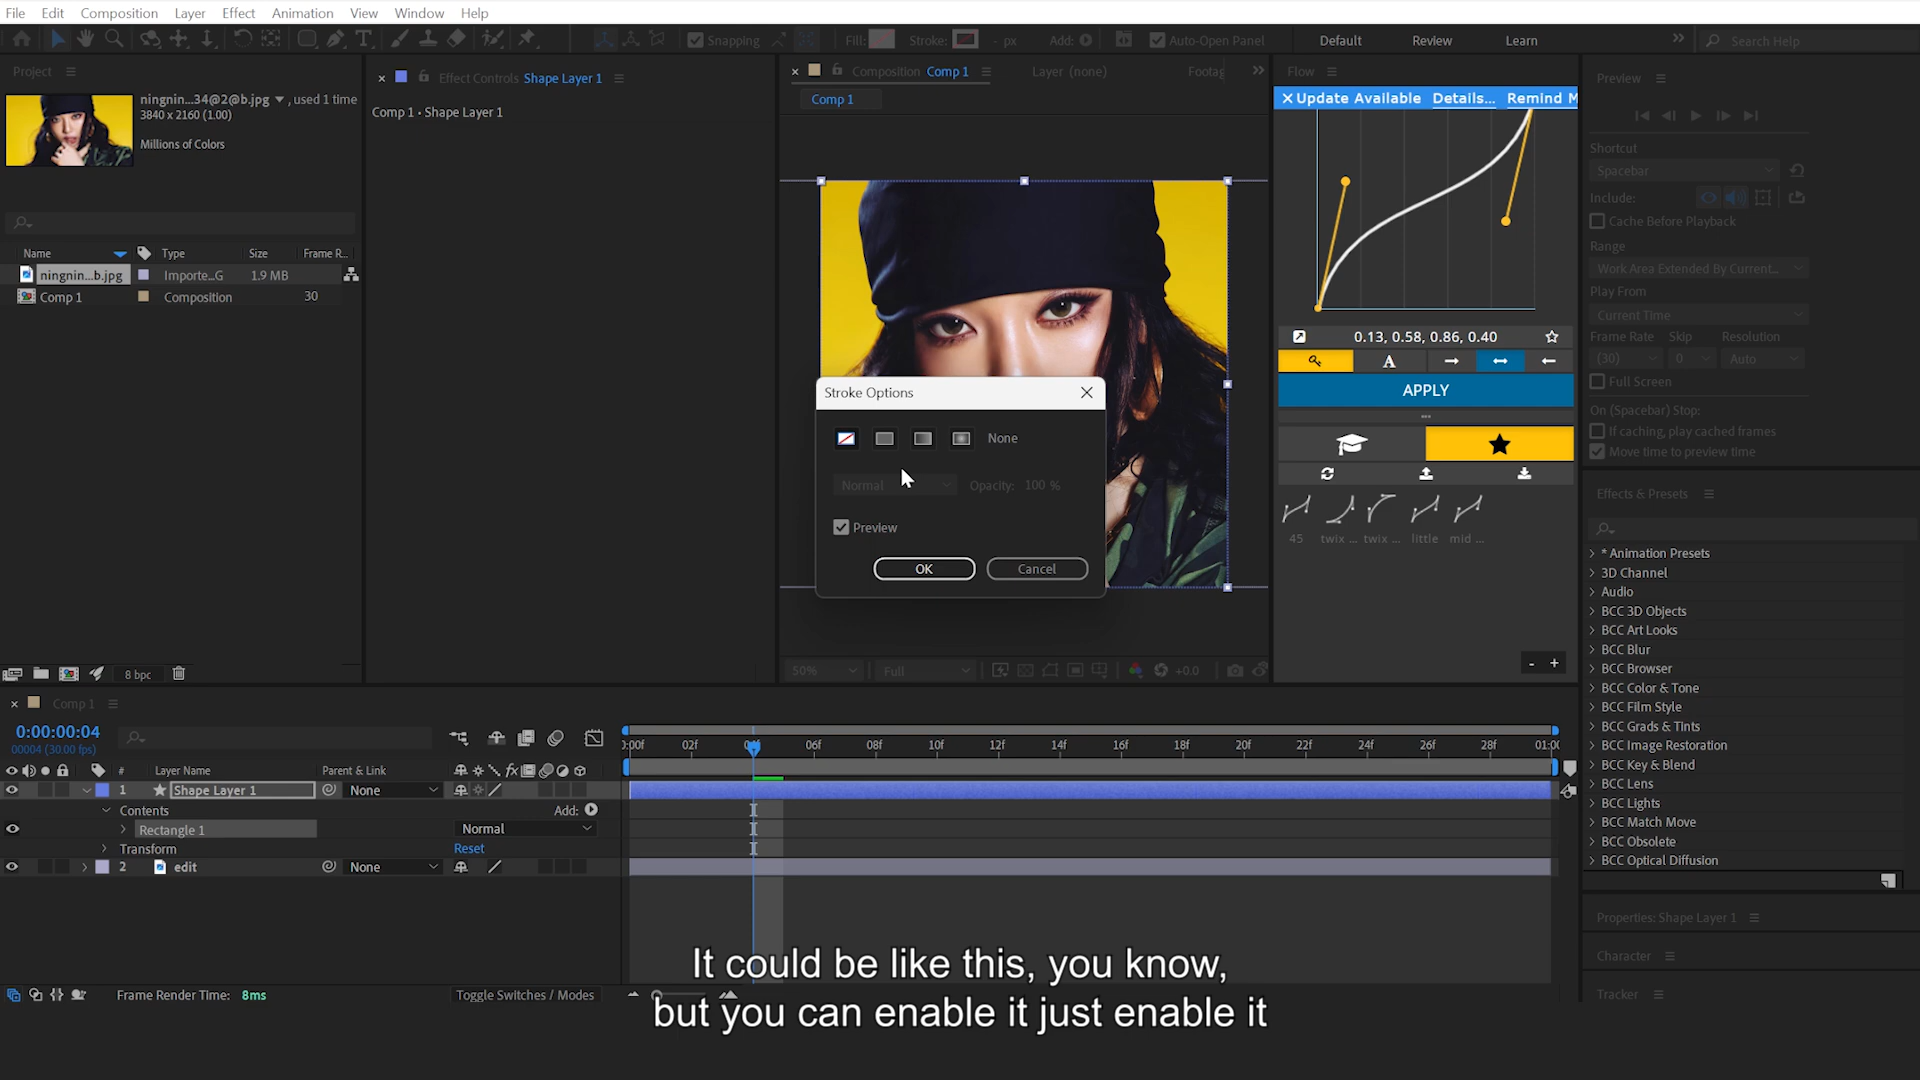 File Edit Composition Layer Effect Animation View Window Help
Snapping Fill: Stroke: - px Add: Auto-Open Panel Default Review Learn Search Help
Project
ningnin...34@2@b.jpg , used 1 time
3840 x 2160 (1.00)
Millions of Colors
Name Type Size Frame R...
ningnin...b.jpg Importe...G 1.9 MB
Comp 1 Composition 30
8 bpc
Effect Controls Shape Layer 1
Comp 1 • Shape Layer 1
Composition Comp 1 Layer (none) Footag
Comp 1
Stroke Options
None
Normal Opacity: 100 %
Preview
OK Cancel
50% Full +0.0
Flow
Update Available Details... Remind M
0.13, 0.58, 0.86, 0.40
A
APPLY
45 twix ... twix ... little mid ...
- +
Preview
Shortcut
Spacebar
Include:
Cache Before Playback
Range
Work Area Extended By Current...
Play From
Current Time
Frame Rate Skip Resolution
(30) 0 Auto
Full Screen
On (Spacebar) Stop:
If caching, play cached frames
Move time to preview time
Effects & Presets
* Animation Presets
3D Channel
Audio
BCC 3D Objects
BCC Art Looks
BCC Blur
BCC Browser
BCC Color & Tone
BCC Film Style
BCC Grads & Tints
BCC Image Restoration
BCC Key & Blend
BCC Lens
BCC Lights
BCC Match Move
BCC Obsolete
BCC Optical Diffusion
Properties: Shape Layer 1
Character
Tracker
Comp 1
0:00:00:04
00004 (30.00 fps)
):00f 02f 04f 06f 08f 10f 12f 14f 16f 18f 20f 22f 24f 26f 28f 01:00
# Layer Name Parent & Link
1 Shape Layer 1 None
Contents Add:
Rectangle 1 Normal
Transform Reset
2 edit None
Frame Render Time: 8ms Toggle Switches / Modes
It could be like this, you know,
but you can enable it just enable it